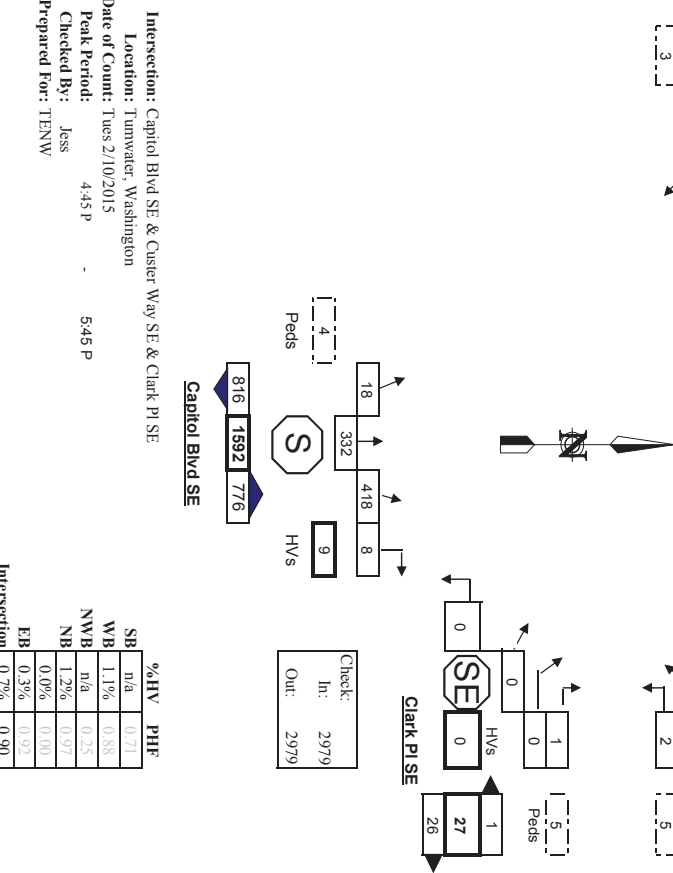 3
4
Peds
18
332
418
8
S
816
1592
776
Capitol Blvd SE
9
HVs
N
0
0
0
1
SE
0
HVs
Clark Pl SE
1
27
26
5
Peds
2
5
Check:
In: 2979
Out: 2979
Intersection: Capitol Blvd SE & Custer Way SE & Clark Pl SE
Location: Tumwater, Washington
Date of Count: Tues 2/10/2015
Peak Period: 4:45 P - 5:45 P
Checked By: Jess
Prepared For: TENW
%HV PHF
SB n/a 0.71
WB 1.1% 0.88
NWB n/a 0.25
NB 1.2% 0.97
0.0% 0.00
EB 0.3% 0.92
Intersection 0.7% 0.90